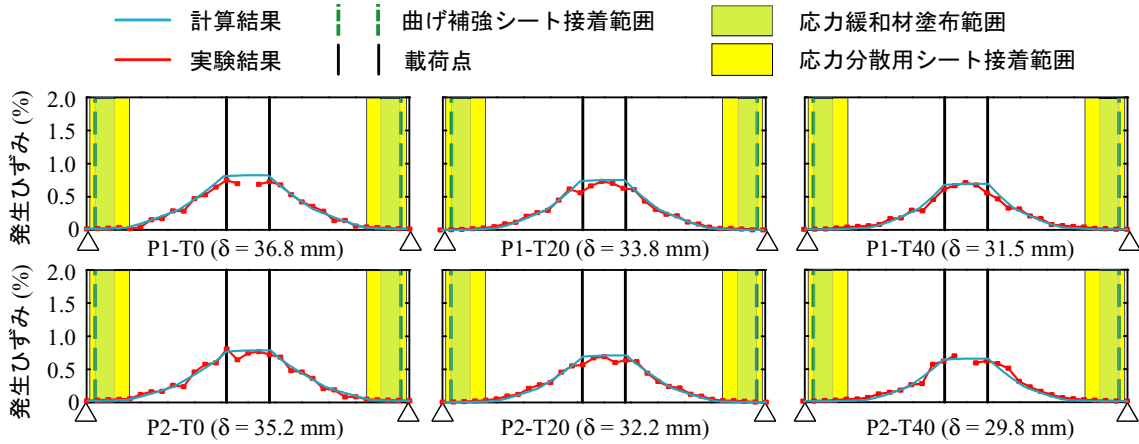 計算結果 曲げ補強シート接着範囲 応力緩和材塗布範囲
実験結果 載荷点 応力分散用シート接着範囲
発生ひずみ (%)
2.0
1.5
1.0
0.5
0
P1-T0 (δ = 36.8 mm) P1-T20 (δ = 33.8 mm) P1-T40 (δ = 31.5 mm)
発生ひずみ (%)
2.0
1.5
1.0
0.5
0
P2-T0 (δ = 35.2 mm) P2-T20 (δ = 32.2 mm) P2-T40 (δ = 29.8 mm)